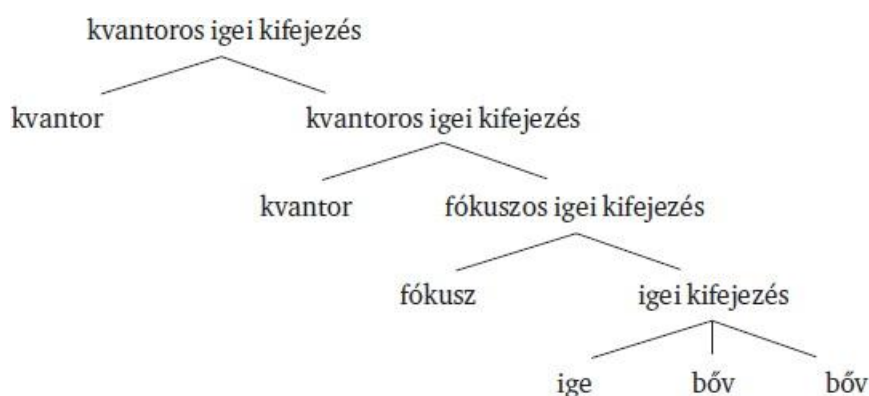 kvantoros igei kifejezés
kvantor kvantoros igei kifejezés
kvantor fókuszos igei kifejezés
fókusz igei kifejezés
ige bőv bőv